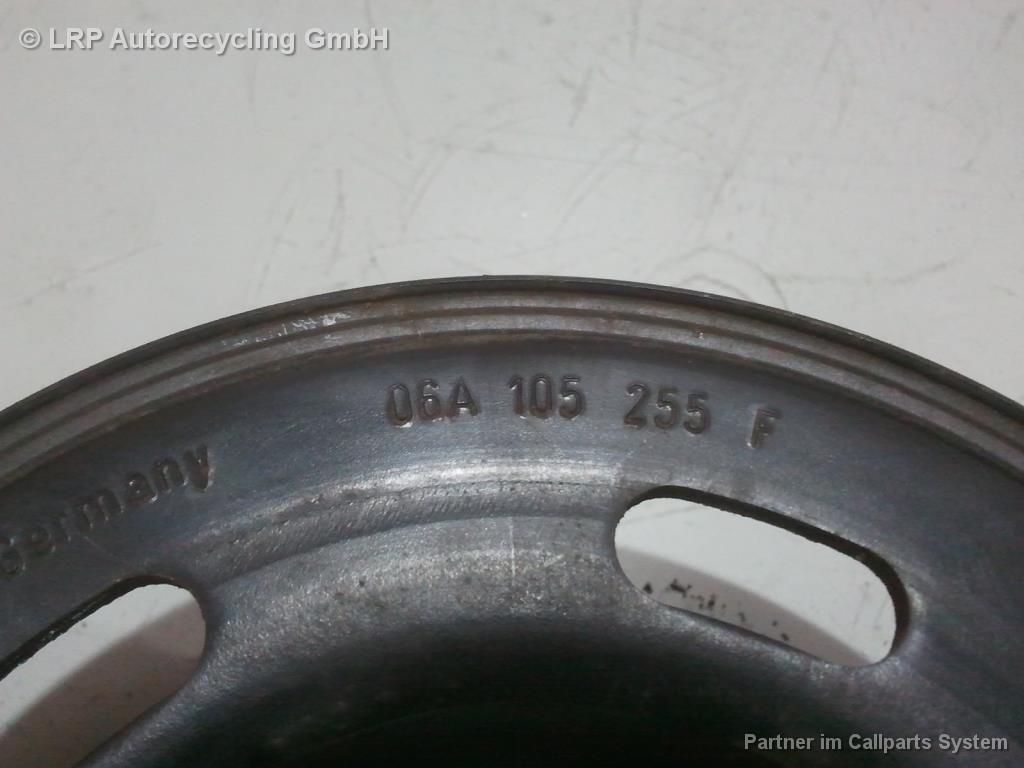 © LRP Autorecycling GmbH
06A 105 255 F
Germany
Partner im Callparts System